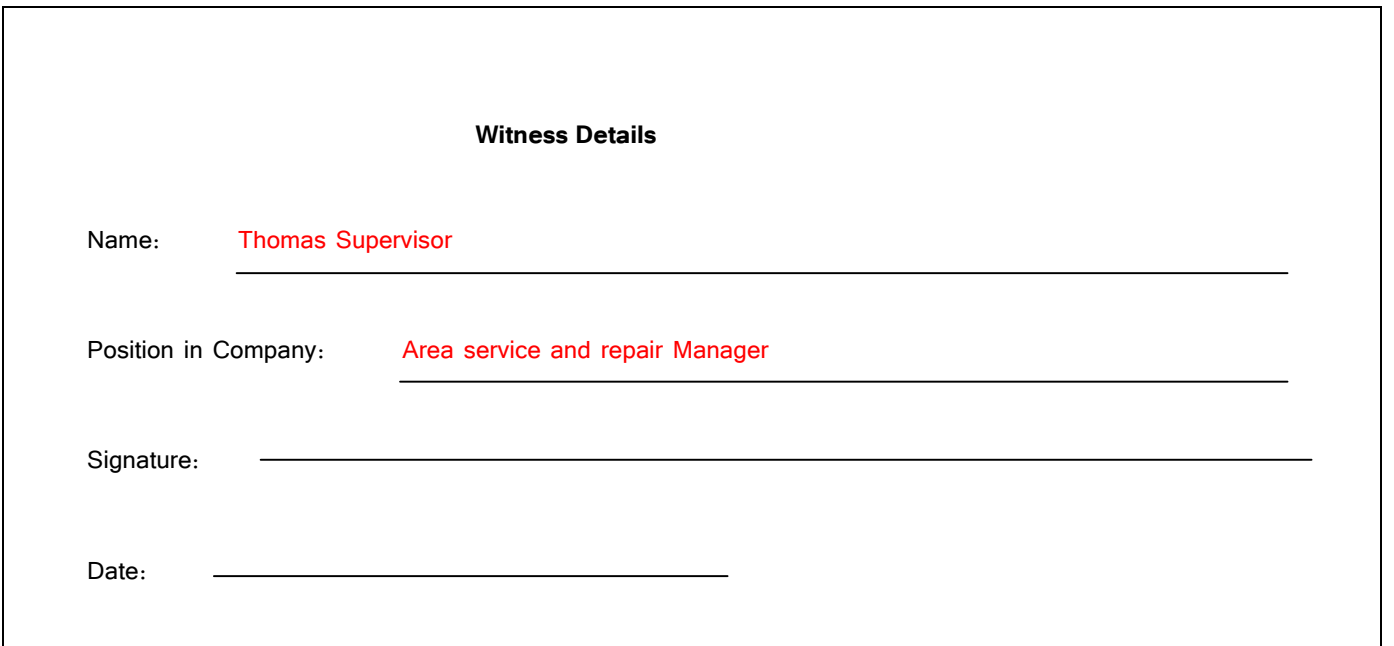 Witness Details
Name: Thomas Supervisor
Position in Company: Area service and repair Manager
Signature:
Date: